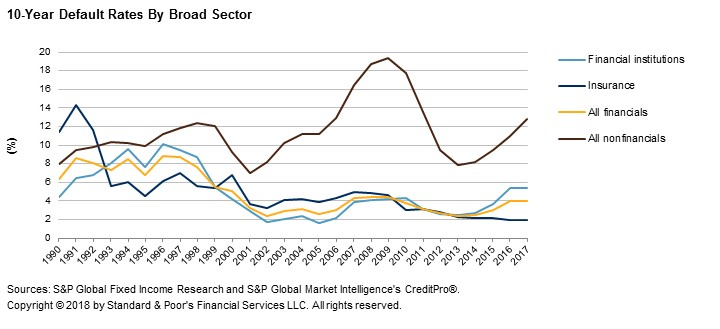 10-Year Default Rates By Broad Sector
(%)
20
18
16
14
12
10
8
6
4
2
0
1990 1991 1992 1993 1994 1995 1996 1997 1998 1999 2000 2001 2002 2003 2004 2005 2006 2007 2008 2009 2010 2011 2012 2013 2014 2015 2016 2017
Financial institutions
Insurance
All financials
All nonfinancials
Sources: S&P Global Fixed Income Research and S&P Global Market Intelligence's CreditPro®.
Copyright © 2018 by Standard & Poor's Financial Services LLC. All rights reserved.